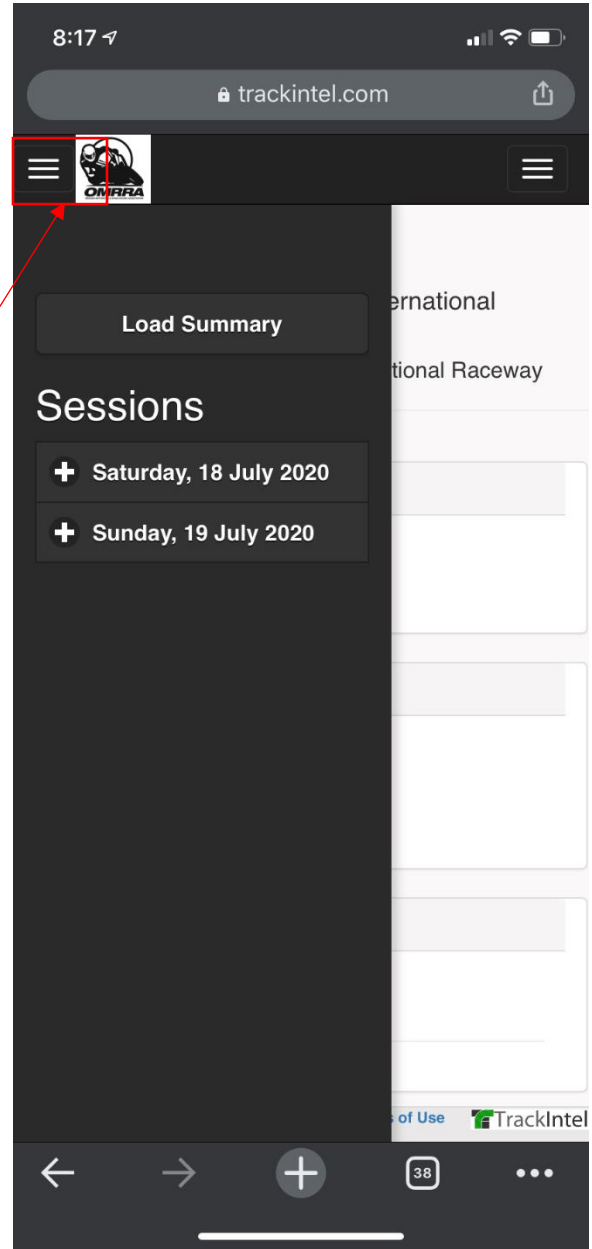 8:17
trackintel.com
OMRRA
ernational
Load Summary
tional Raceway
Sessions
Saturday, 18 July 2020
Sunday, 19 July 2020
s of Use
TrackIntel
38